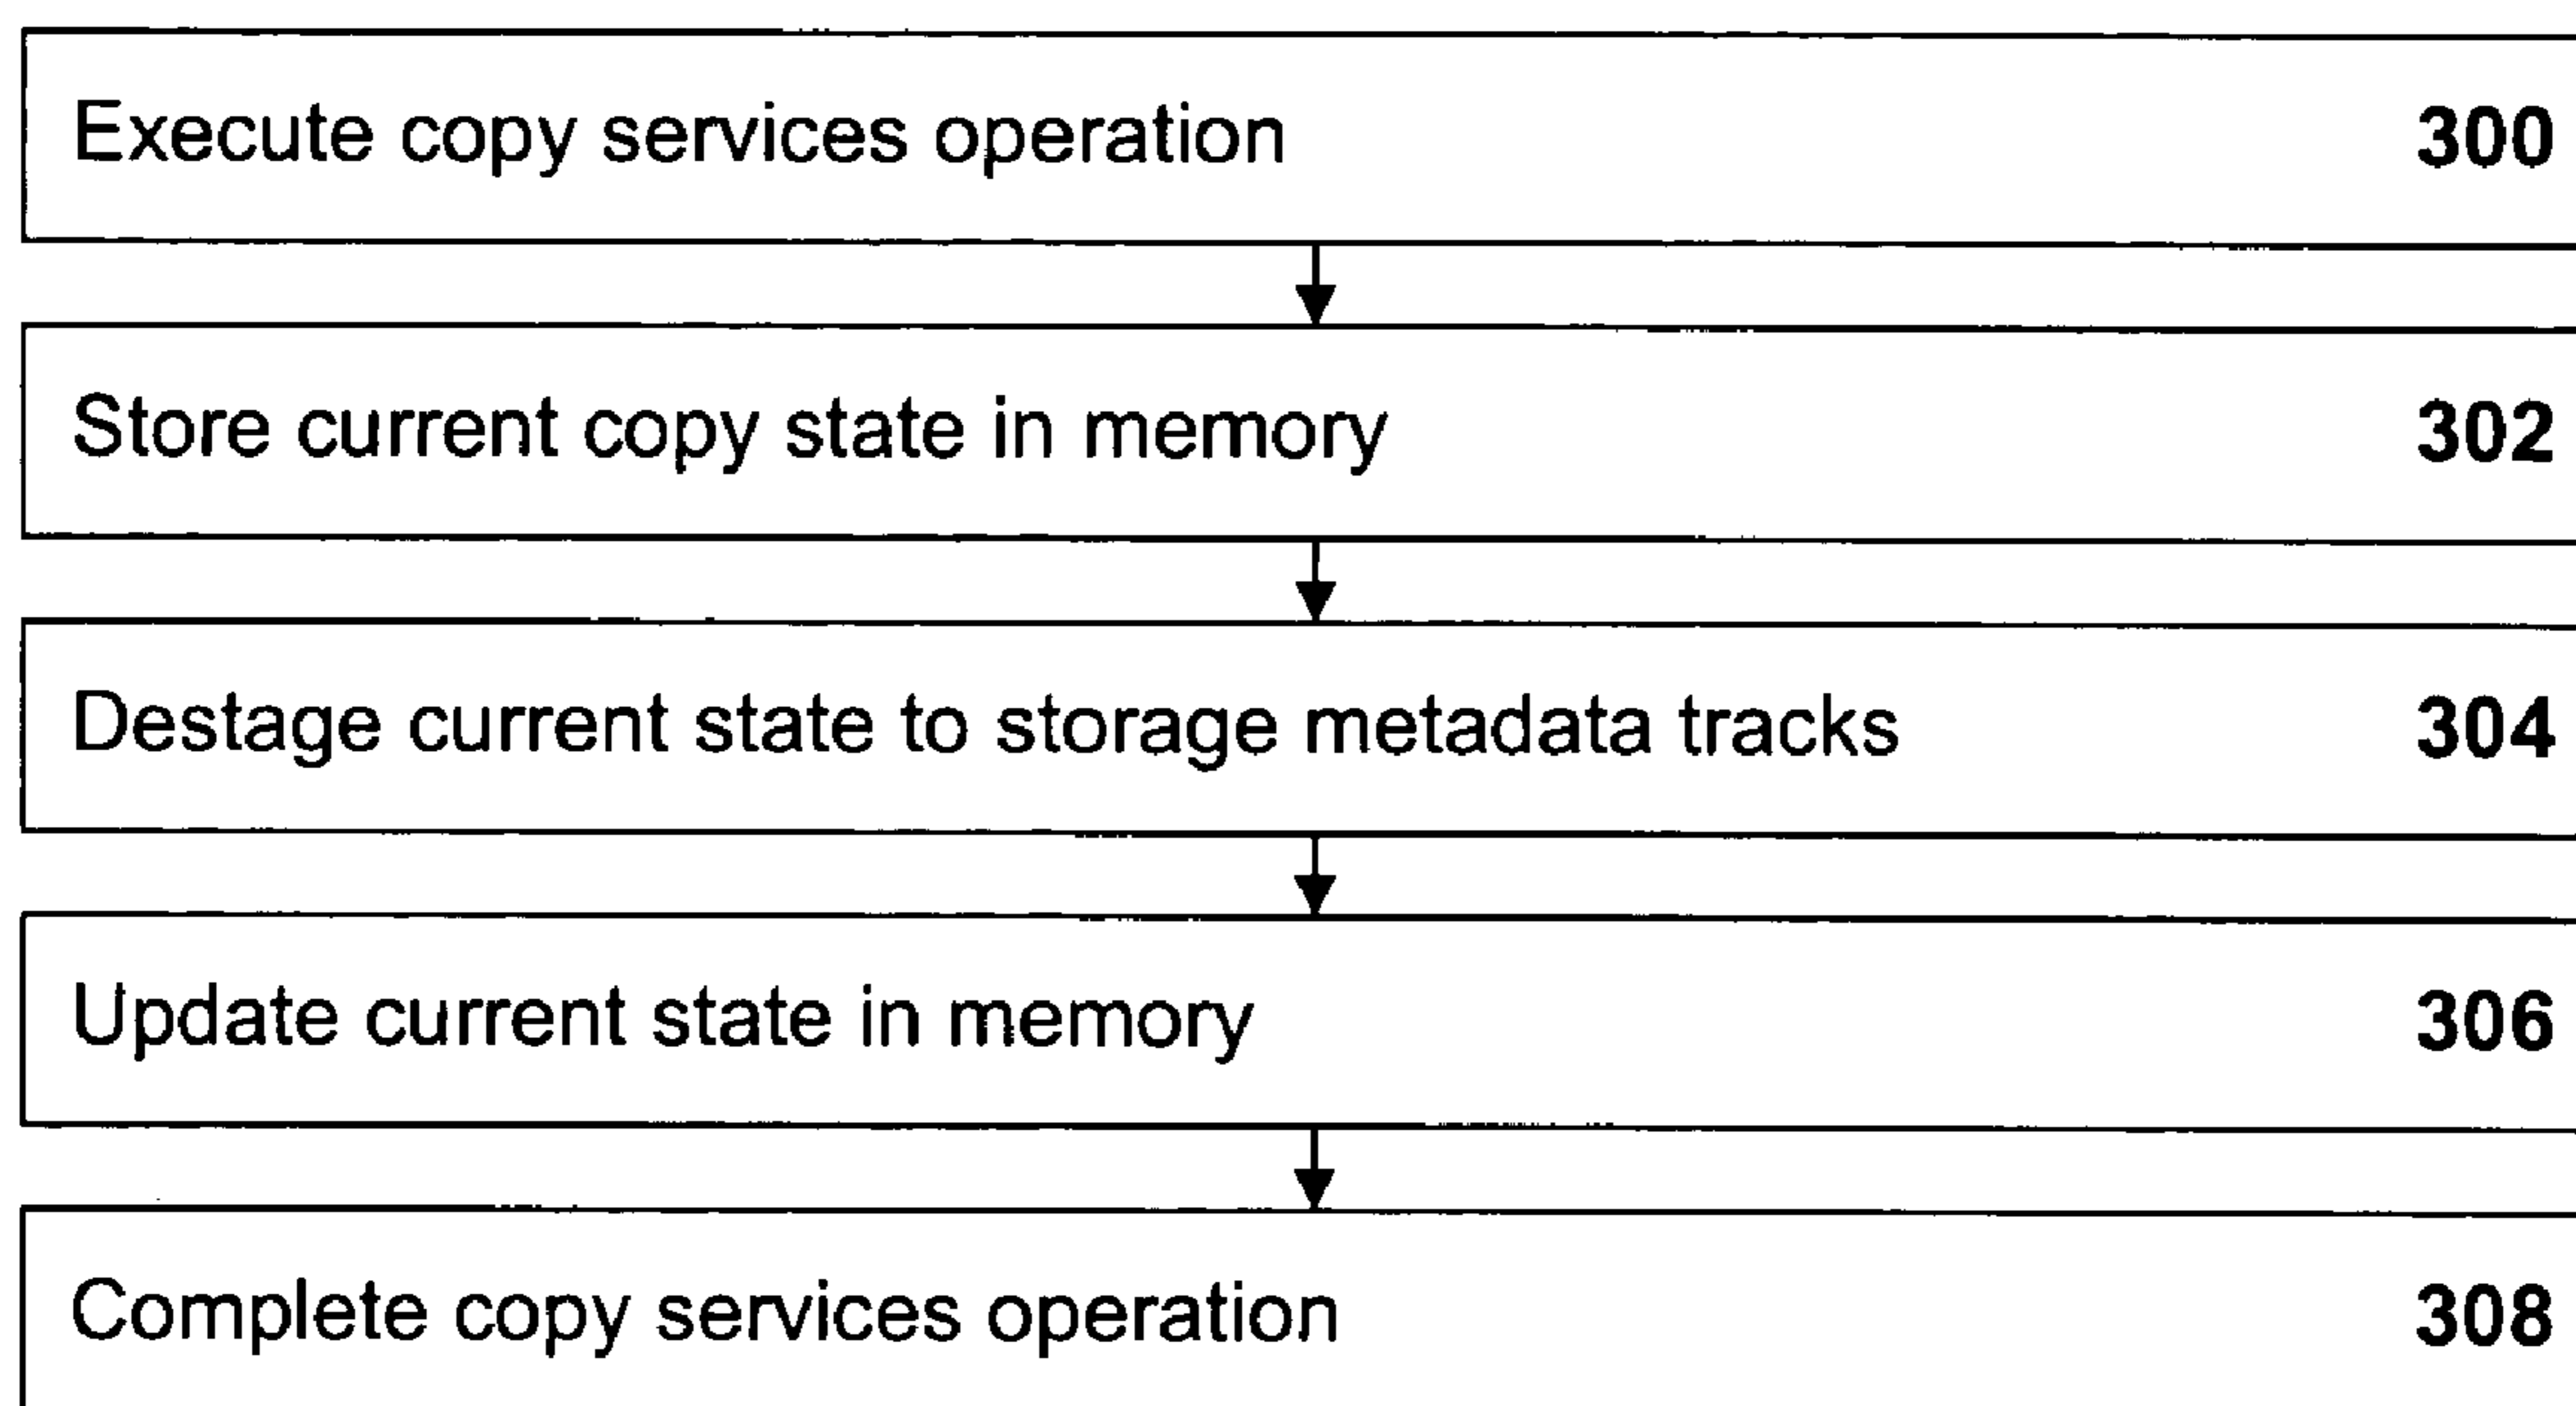 Execute copy services operation 300
Store current copy state in memory 302
Destage current state to storage metadata tracks 304
Update current state in memory 306
Complete copy services operation 308